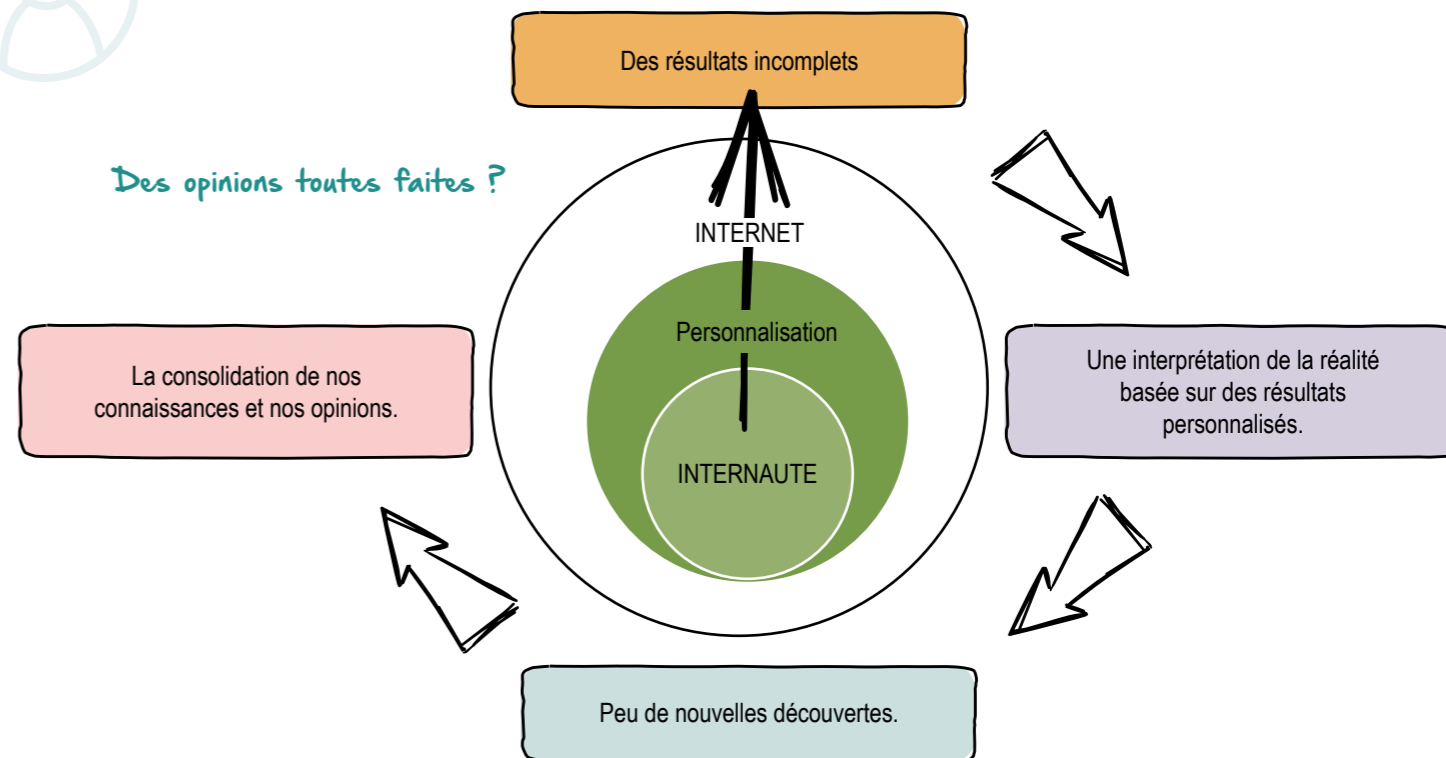 Des résultats incomplets
Des opinions toutes faites ?
INTERNET
Personnalisation
La consolidation de nos
connaissances et nos opinions.
Une interprétation de la réalité
basée sur des résultats
personnalisés.
INTERNAUTE
Peu de nouvelles découvertes.